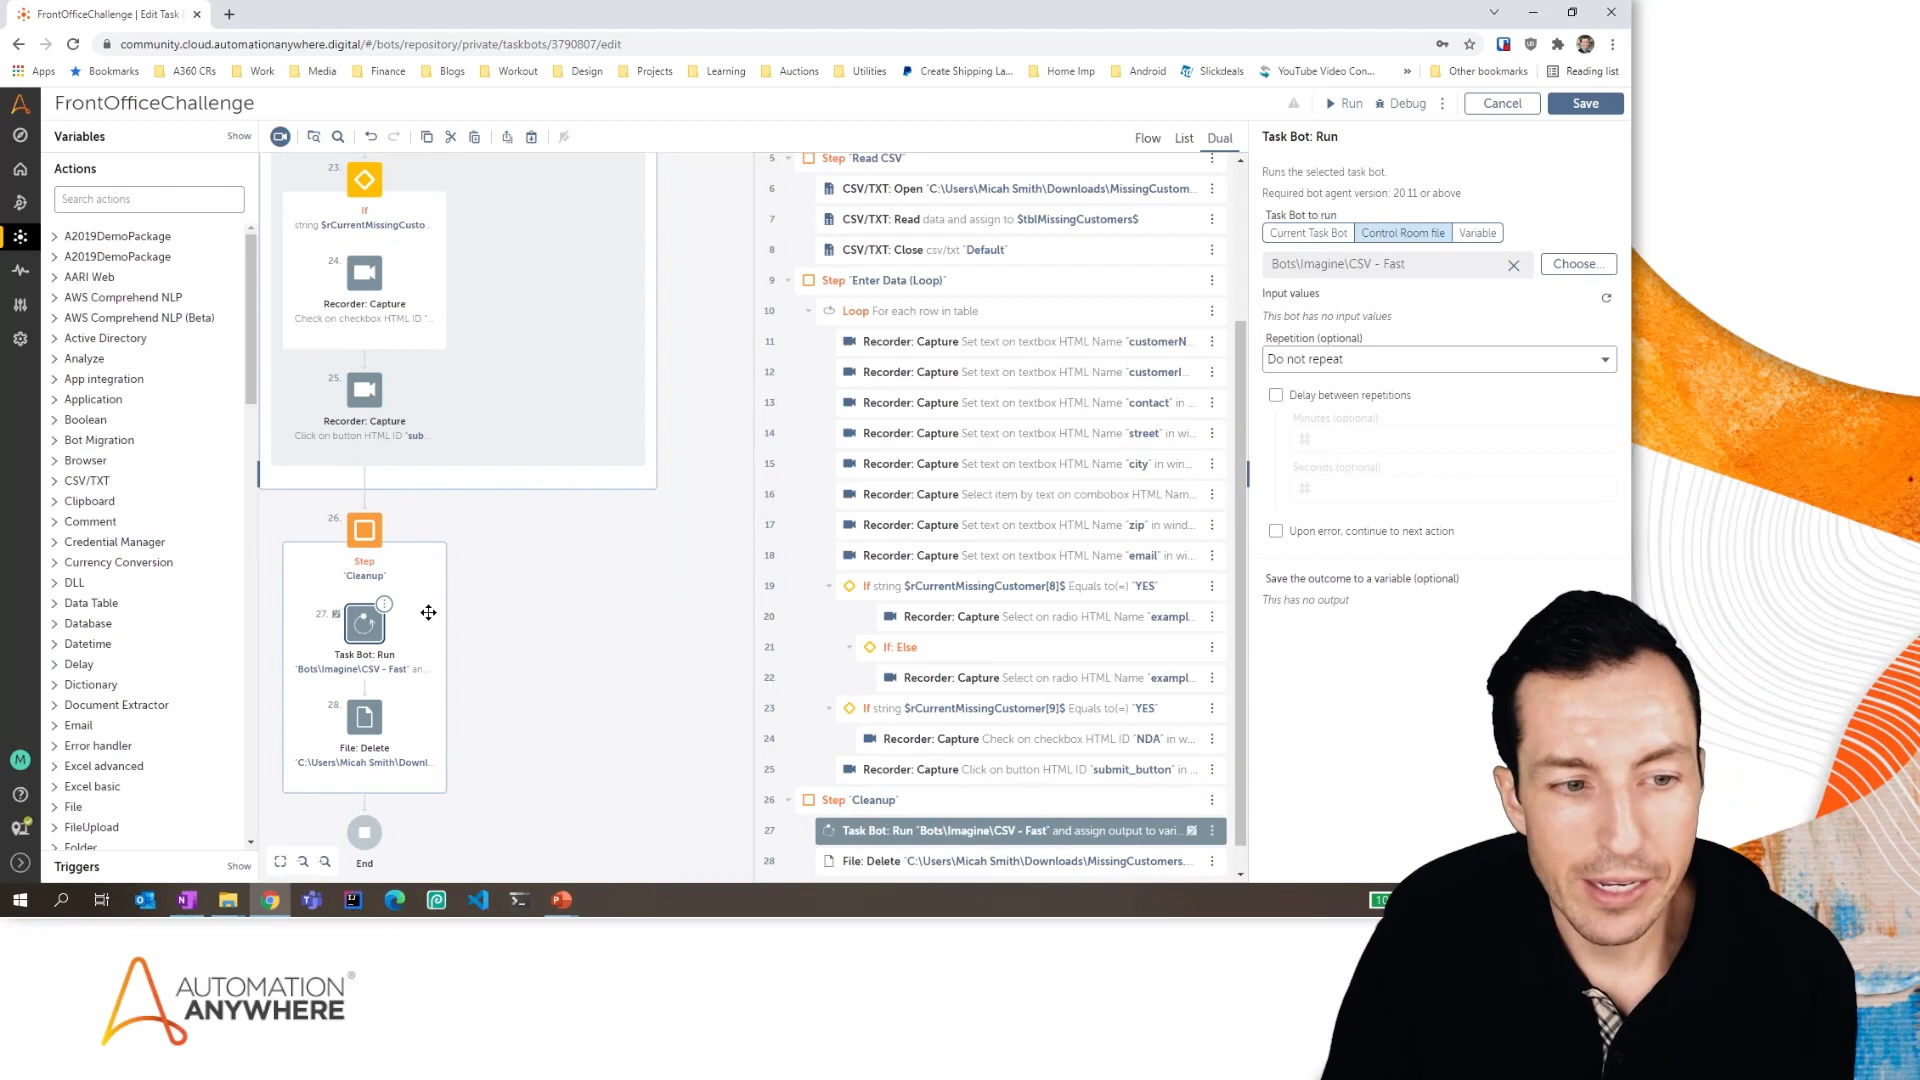 FrontOfficeChallenge | Edit Task
community.cloud.automationanywhere.digital/#/bots/repository/private/taskbots/3790807/edit
Apps
Bookmarks
A360 CRs
Work
Media
Finance
Blogs
Workout
Design
Projects
Learning
Auctions
Utilities
Create Shipping La...
Home Imp
Android
Slickdeals
YouTube Video Con...
»
Other bookmarks
Reading list
FrontOfficeChallenge
Run
Debug
Cancel
Save
Variables
Show
Flow
List
Dual
Actions
Search actions
A2019DemoPackage
A2019DemoPackage
AARI Web
AWS Comprehend NLP
AWS Comprehend NLP (Beta)
Active Directory
Analyze
App integration
Application
Boolean
Bot Migration
Browser
CSV/TXT
Clipboard
Comment
Credential Manager
Currency Conversion
DLL
Data Table
Database
Datetime
Delay
Dictionary
Document Extractor
Email
Error handler
Excel advanced
Excel basic
File
FileUpload
Folder
Triggers
Show
M
23.
If
string $rCurrentMissingCusto...
24.
Recorder: Capture
Check on checkbox HTML ID "...
25.
Recorder: Capture
Click on button HTML ID "sub...
26.
Step
"Cleanup"
27.
Task Bot: Run
"Bots\Imagine\CSV - Fast" an...
28.
File: Delete
"C:\Users\Micah Smith\Downl...
End
5 Step "Read CSV"
6 CSV/TXT: Open "C:\Users\Micah Smith\Downloads\MissingCustom...
7 CSV/TXT: Read data and assign to $tblMissingCustomers$
8 CSV/TXT: Close csv/txt "Default"
9 Step "Enter Data (Loop)"
10 Loop For each row in table
11 Recorder: Capture Set text on textbox HTML Name "customerN...
12 Recorder: Capture Set text on textbox HTML Name "customerI...
13 Recorder: Capture Set text on textbox HTML Name "contact" in ...
14 Recorder: Capture Set text on textbox HTML Name "street" in wi...
15 Recorder: Capture Set text on textbox HTML Name "city" in win...
16 Recorder: Capture Select item by text on combobox HTML Nam...
17 Recorder: Capture Set text on textbox HTML Name "zip" in wind...
18 Recorder: Capture Set text on textbox HTML Name "email" in wi...
19 If string $rCurrentMissingCustomer[8]$ Equals to(=) "YES"
20 Recorder: Capture Select on radio HTML Name "exampl...
21 If: Else
22 Recorder: Capture Select on radio HTML Name "exampl...
23 If string $rCurrentMissingCustomer[9]$ Equals to(=) "YES"
24 Recorder: Capture Check on checkbox HTML ID "NDA" in w...
25 Recorder: Capture Click on button HTML ID "submit_button" in ...
26 Step "Cleanup"
27 Task Bot: Run "Bots\Imagine\CSV - Fast" and assign output to vari...
28 File: Delete "C:\Users\Micah Smith\Downloads\MissingCustomers....
Task Bot: Run
Runs the selected task bot.
Required bot agent version: 20.11 or above
Task Bot to run
Current Task Bot
Control Room file
Variable
Bots\Imagine\CSV - Fast
Choose...
Input values
This bot has no input values
Repetition (optional)
Do not repeat
Delay between repetitions
Minutes (optional)
#
Seconds (optional)
#
Upon error, continue to next action
Save the outcome to a variable (optional)
This has no output
AUTOMATION®
ANYWHERE